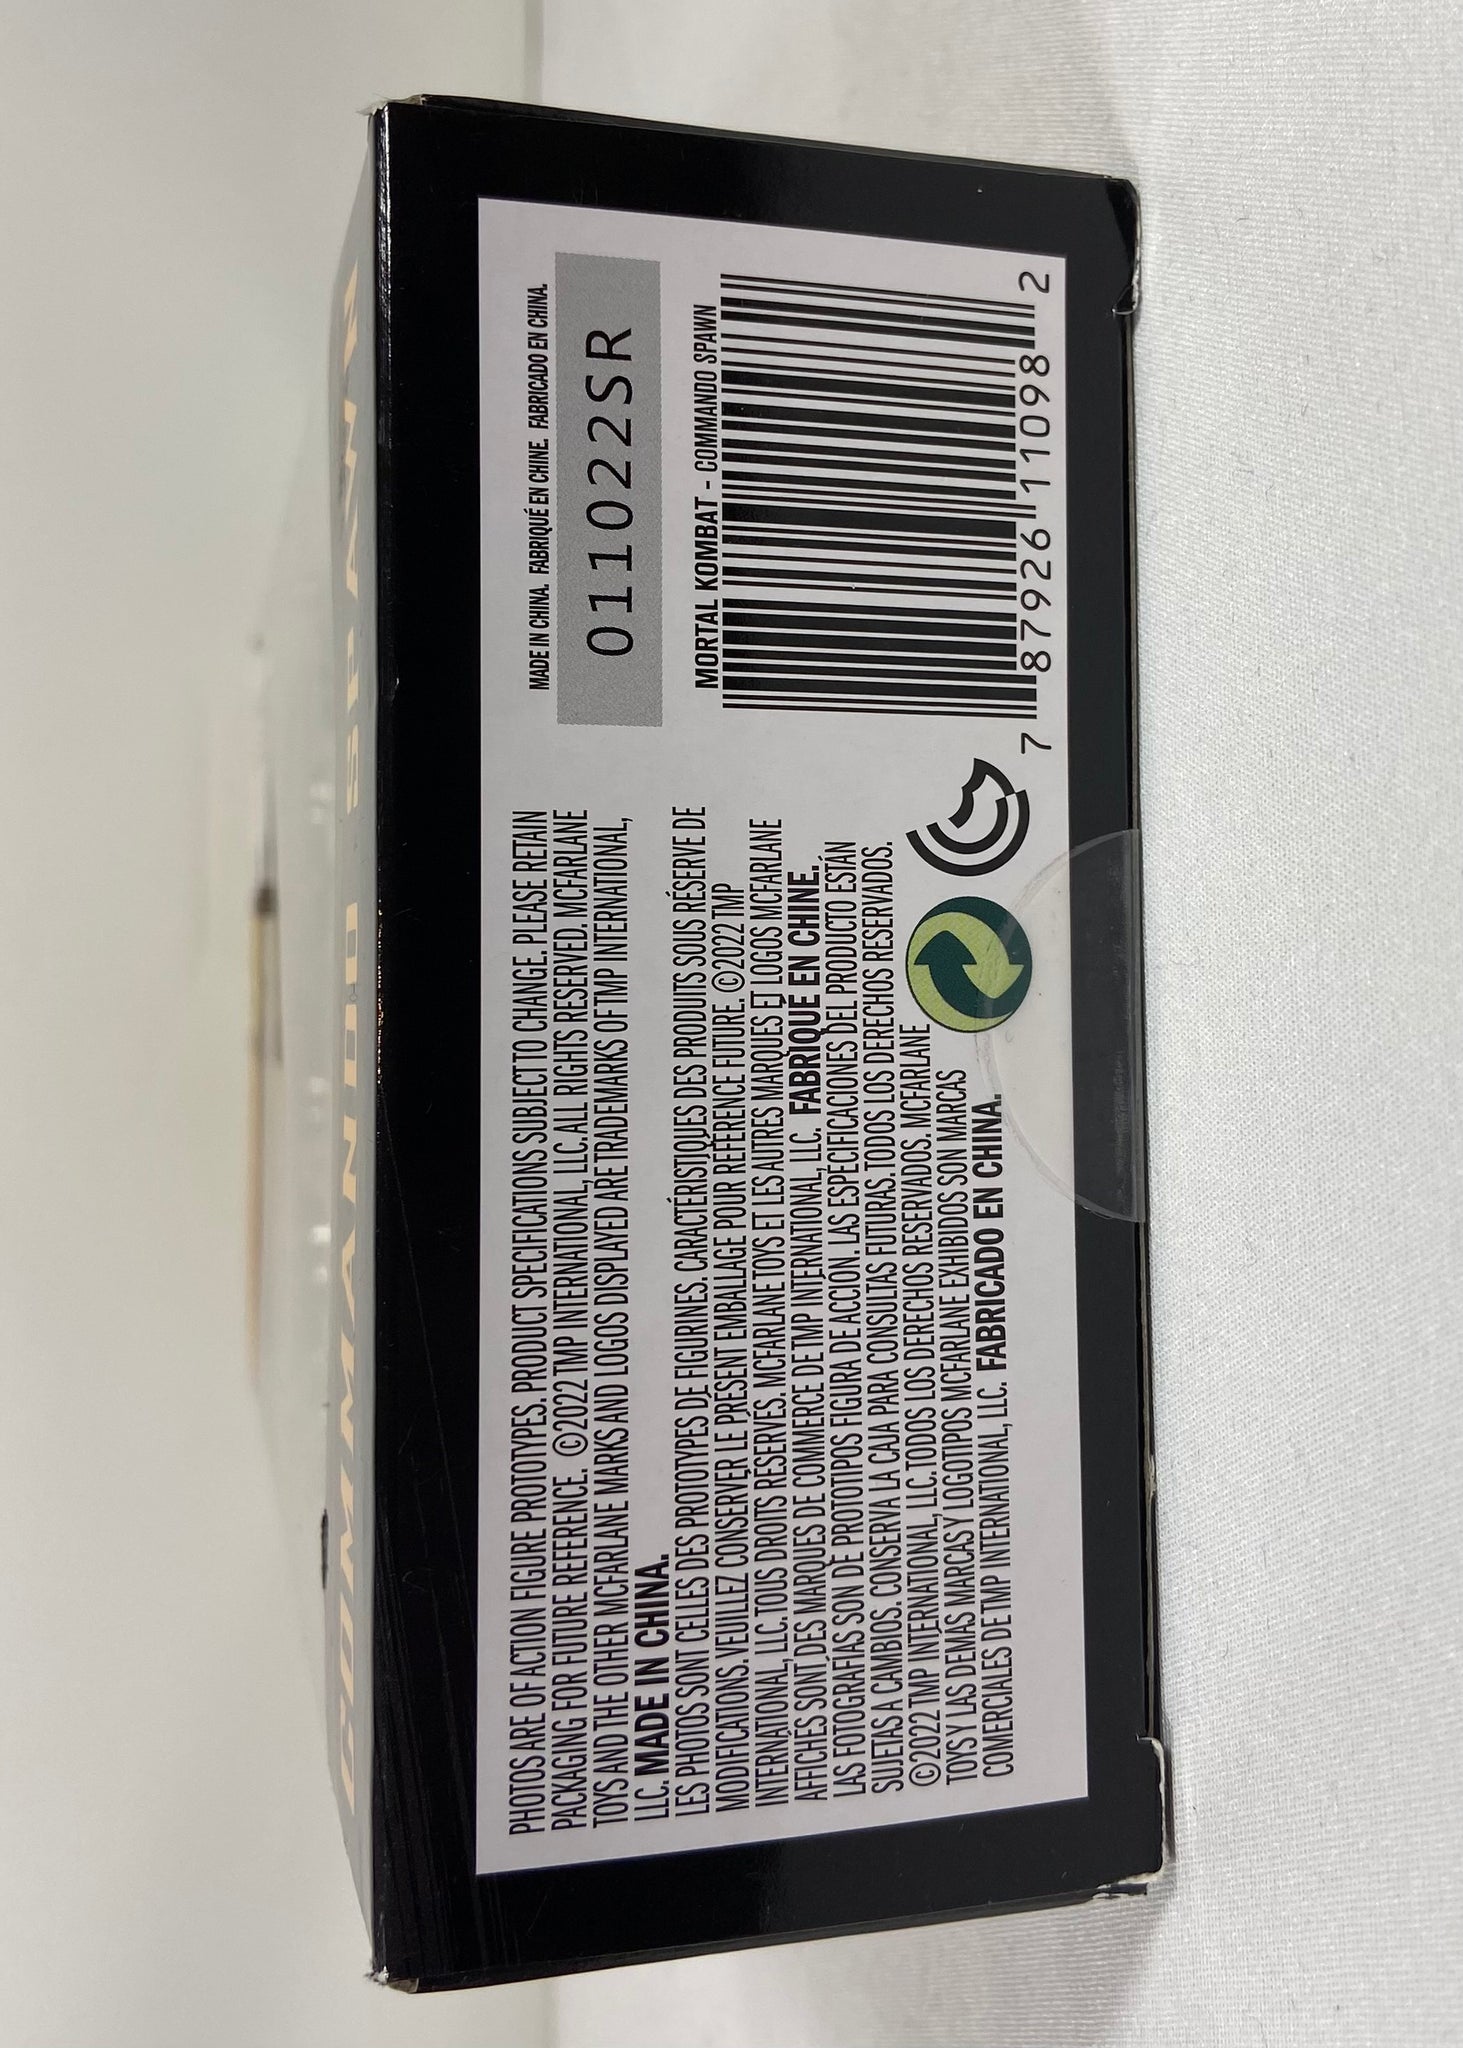 COMMANDO SPAWN
PHOTOS ARE OF ACTION FIGURE PROTOTYPES. PRODUCT SPECIFICATIONS SUBJECT TO CHANGE. PLEASE RETAIN
PACKAGING FOR FUTURE REFERENCE. ©2022 TMP INTERNATIONAL, LLC. ALL RIGHTS RESERVED. MCFARLANE
TOYS AND THE OTHER MCFARLANE MARKS AND LOGOS DISPLAYED ARE TRADEMARKS OF TMP INTERNATIONAL,
LLC. MADE IN CHINA.
LES PHOTOS SONT CELLES DES PROTOTYPES DE FIGURINES. CARACTÉRISTIQUES DES PRODUITS SOUS RÉSERVE DE
MODIFICATIONS. VEUILLEZ CONSERVER LE PRÉSENT EMBALLAGE POUR RÉFÉRENCE FUTURE. ©2022 TMP
INTERNATIONAL, LLC. TOUS DROITS RÉSERVÉS. MCFARLANE TOYS ET LES AUTRES MARQUES ET LOGOS MCFARLANE
AFFICHÉS SONT DES MARQUES DE COMMERCE DE TMP INTERNATIONAL, LLC. FABRIQUÉ EN CHINE.
LAS FOTOGRAFÍAS SON DE PROTOTIPOS FIGURA DE ACCIÓN. LAS ESPECIFICACIONES DEL PRODUCTO ESTÁN
SUJETAS A CAMBIOS. CONSERVA LA CAJA PARA CONSULTAS FUTURAS. TODOS LOS DERECHOS RESERVADOS.
©2022 TMP INTERNATIONAL, LLC. TODOS LOS DERECHOS RESERVADOS. MCFARLANE
TOYS Y LAS DEMÁS MARCAS Y LOGOTIPOS MCFARLANE EXHIBIDOS SON MARCAS
COMERCIALES DE TMP INTERNATIONAL, LLC. FABRICADO EN CHINA.
MADE IN CHINA. FABRIQUÉ EN CHINE. FABRICADO EN CHINA.
011022SR
MORTAL KOMBAT - COMMANDO SPAWN
7 87926 11098 2